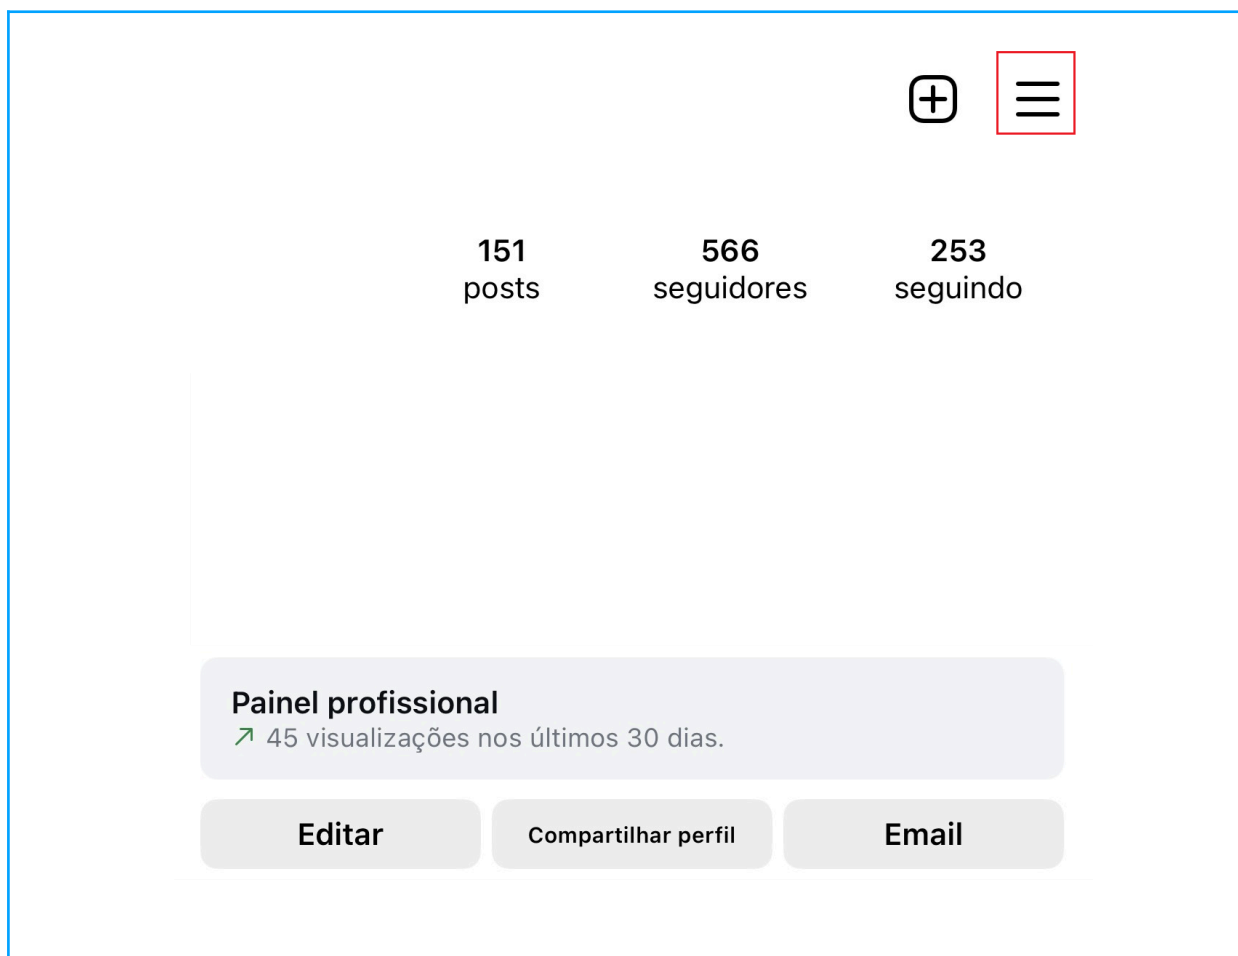 151 566 253
posts seguidores seguindo
Painel profissional
45 visualizações nos últimos 30 dias.
Editar Compartilhar perfil Email